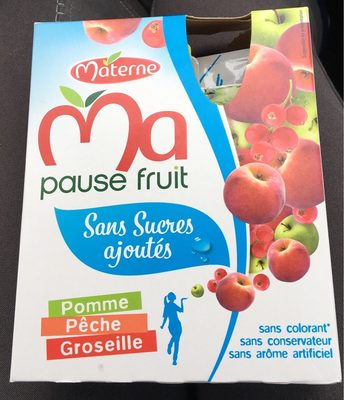 Materne
Ma
pause fruit
Sans Sucres
ajoutés
Pomme
Pêche
Groseille
sans colorant*
sans conservateur
sans arôme artificiel